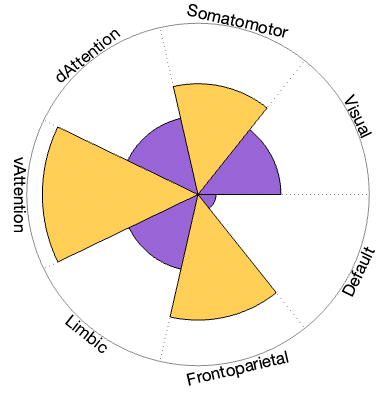 Somatomotor
dAttention
Visual
vAttention
Default
Limbic
Frontoparietal